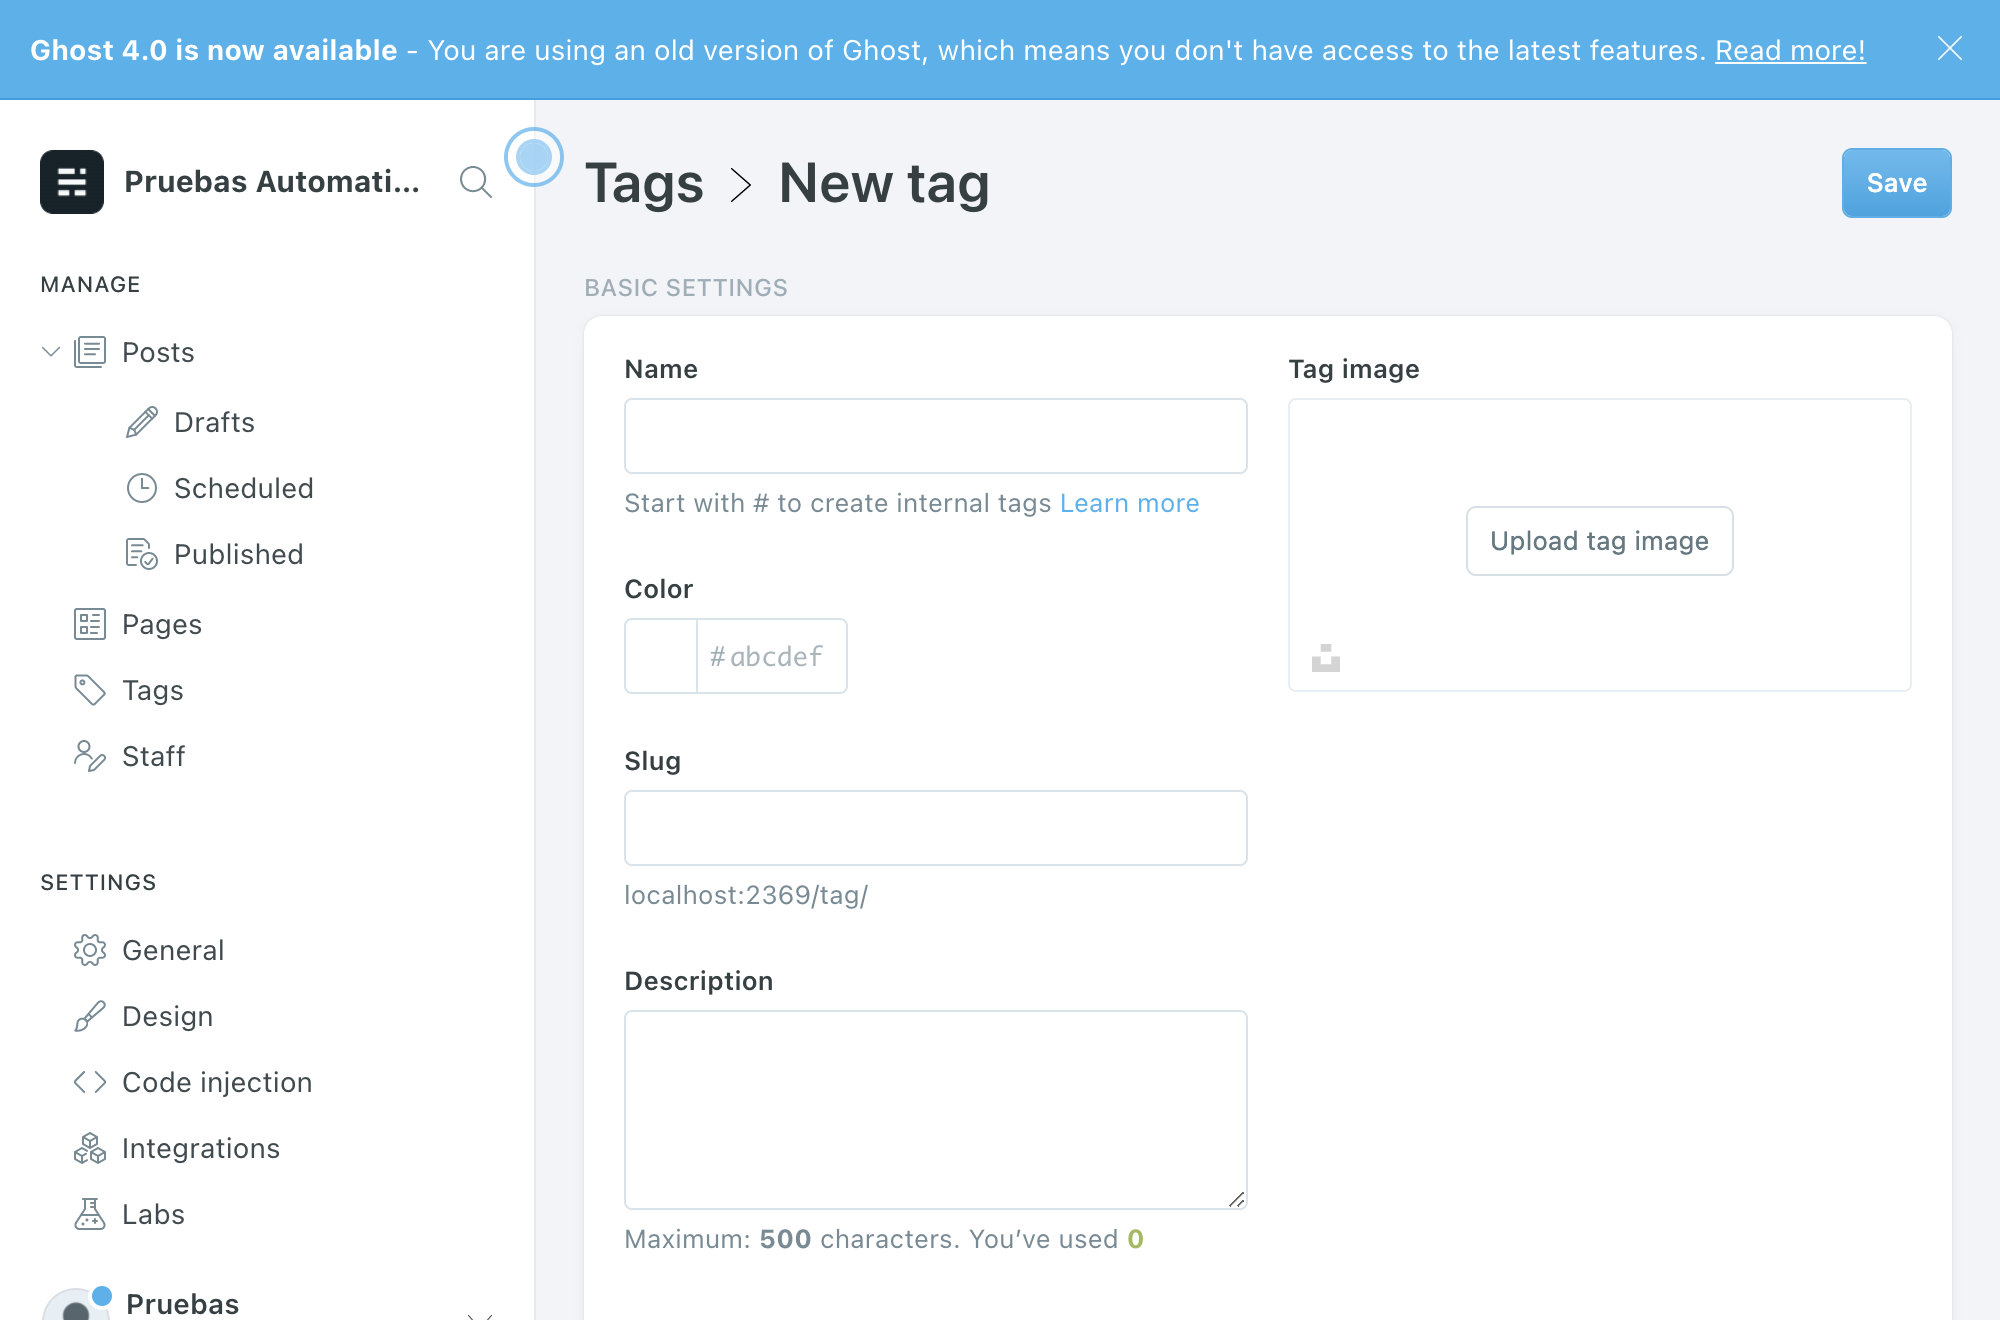 Ghost 4.0 is now available - You are using an old version of Ghost, which means you don't have access to the latest features. Read more!
Pruebas Automati...
MANAGE
Posts
Drafts
Scheduled
Published
Pages
Tags
Staff
SETTINGS
General
Design
Code injection
Integrations
Labs
Pruebas
Tags > New tag
Save
BASIC SETTINGS
Name
Start with # to create internal tags Learn more
Color
#abcdef
Slug
localhost:2369/tag/
Description
Maximum: 500 characters. You’ve used 0
Tag image
Upload tag image